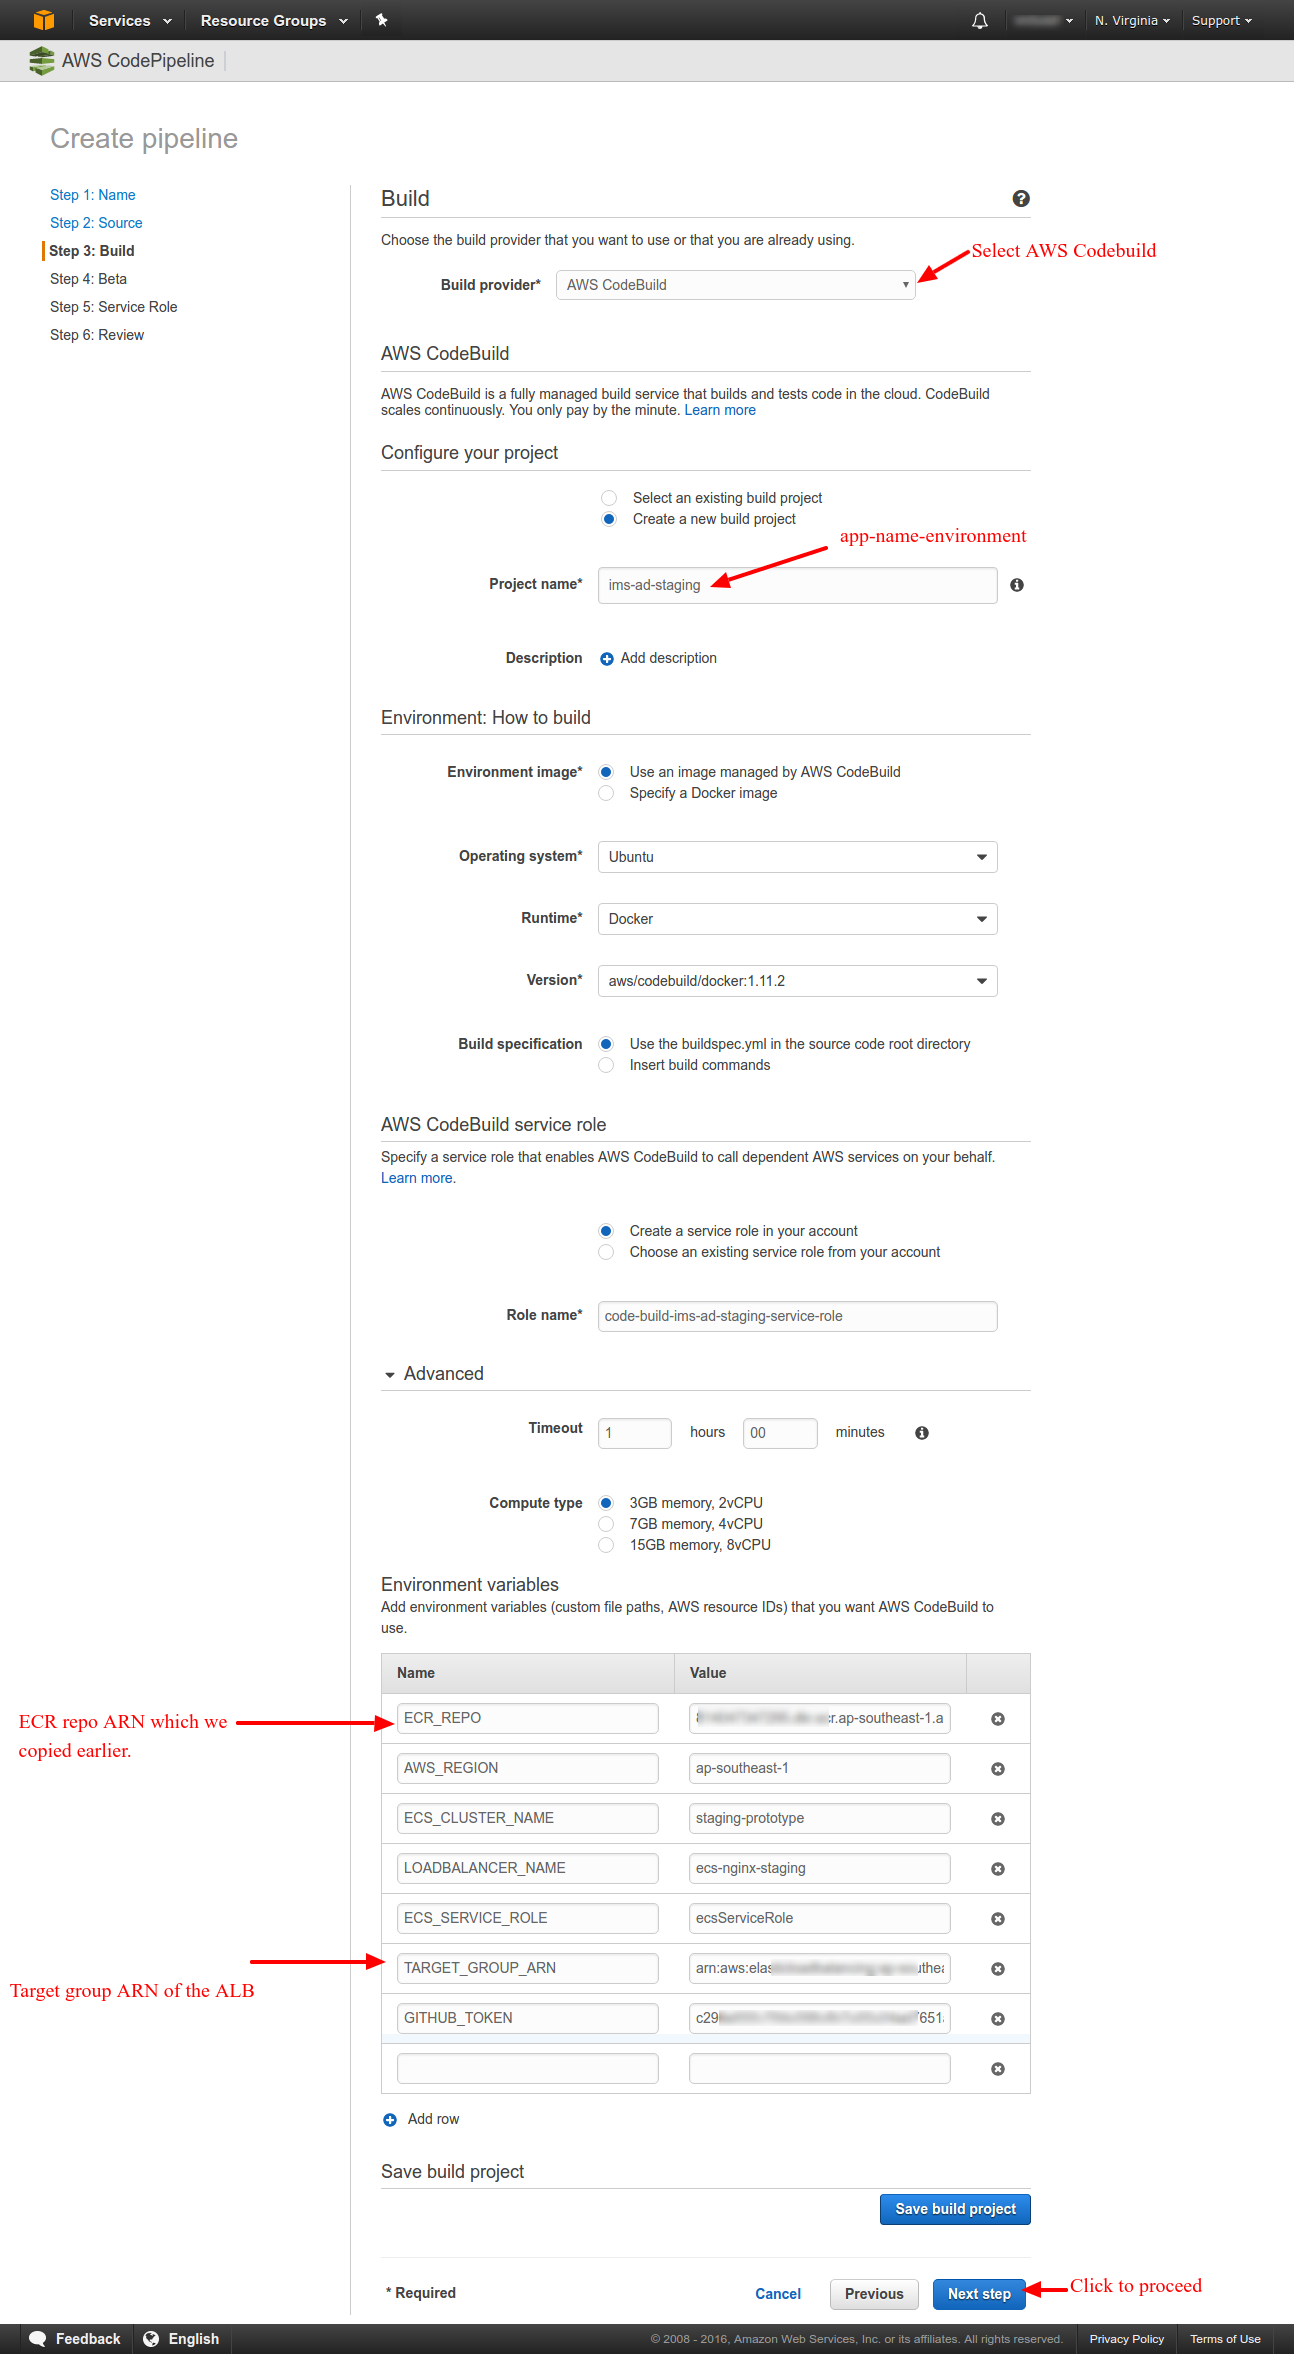 Services Resource Groups N. Virginia Support
AWS CodePipeline
Create pipeline
Step 1: Name
Step 2: Source
Step 3: Build
Step 4: Beta
Step 5: Service Role
Step 6: Review
Build
Choose the build provider that you want to use or that you are already using.
Select AWS Codebuild
Build provider* AWS CodeBuild
AWS CodeBuild
AWS CodeBuild is a fully managed build service that builds and tests code in the cloud. CodeBuild
scales continuously. You only pay by the minute. Learn more
Configure your project
Select an existing build project
Create a new build project
app-name-environment
Project name* ims-ad-staging
Description Add description
Environment: How to build
Environment image* Use an image managed by AWS CodeBuild
Specify a Docker image
Operating system* Ubuntu
Runtime* Docker
Version* aws/codebuild/docker:1.11.2
Build specification Use the buildspec.yml in the source code root directory
Insert build commands
AWS CodeBuild service role
Specify a service role that enables AWS CodeBuild to call dependent AWS services on your behalf.
Learn more.
Create a service role in your account
Choose an existing service role from your account
Role name* code-build-ims-ad-staging-service-role
Advanced
Timeout 1 hours 00 minutes
Compute type 3GB memory, 2vCPU
7GB memory, 4vCPU
15GB memory, 8vCPU
Environment variables
Add environment variables (custom file paths, AWS resource IDs) that you want AWS CodeBuild to
use.
Name Value
ECR repo ARN which we
copied earlier.
ECR_REPO cr.ap-southeast-1.a
AWS_REGION ap-southeast-1
ECS_CLUSTER_NAME staging-prototype
LOADBALANCER_NAME ecs-nginx-staging
ECS_SERVICE_ROLE ecsServiceRole
Target group ARN of the ALB
TARGET_GROUP_ARN arn:aws:elas
GITHUB_TOKEN c29
Add row
Save build project
Save build project
* Required Cancel Previous Next step
Click to proceed
Feedback English © 2008 - 2016, Amazon Web Services, Inc. or its affiliates. All rights reserved. Privacy Policy Terms of Use